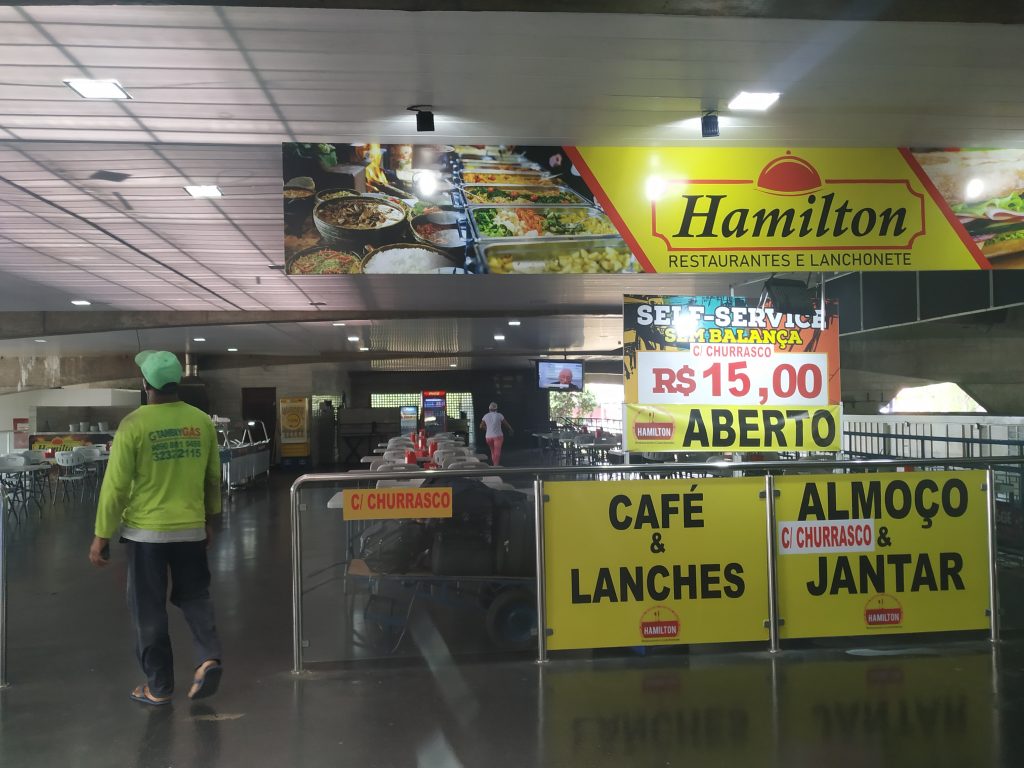 Hamilton
RESTAURANTES E LANCHONETE
SELF-SERVICE
SEM BALANÇA
C/ CHURRASCO
R$ 15,00
HAMILTON
ABERTO
C/ CHURRASCO
CAFÉ
&
LANCHES
HAMILTON
ALMOÇO
C/ CHURRASCO &
JANTAR
HAMILTON